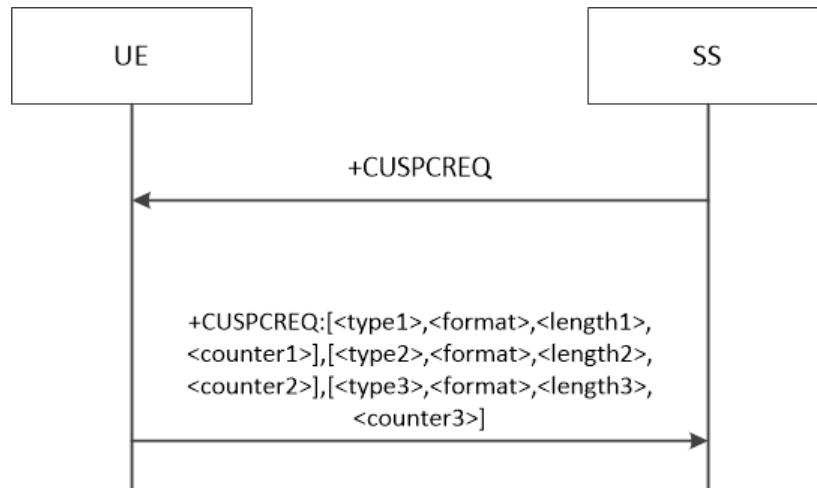 UE
SS
+CUSPCREQ
+CUSPCREQ:[<type1>,<format>,<length1>,
<counter1>],[<type2>,<format>,<length2>,
<counter2>],[<type3>,<format>,<length3>,
<counter3>]